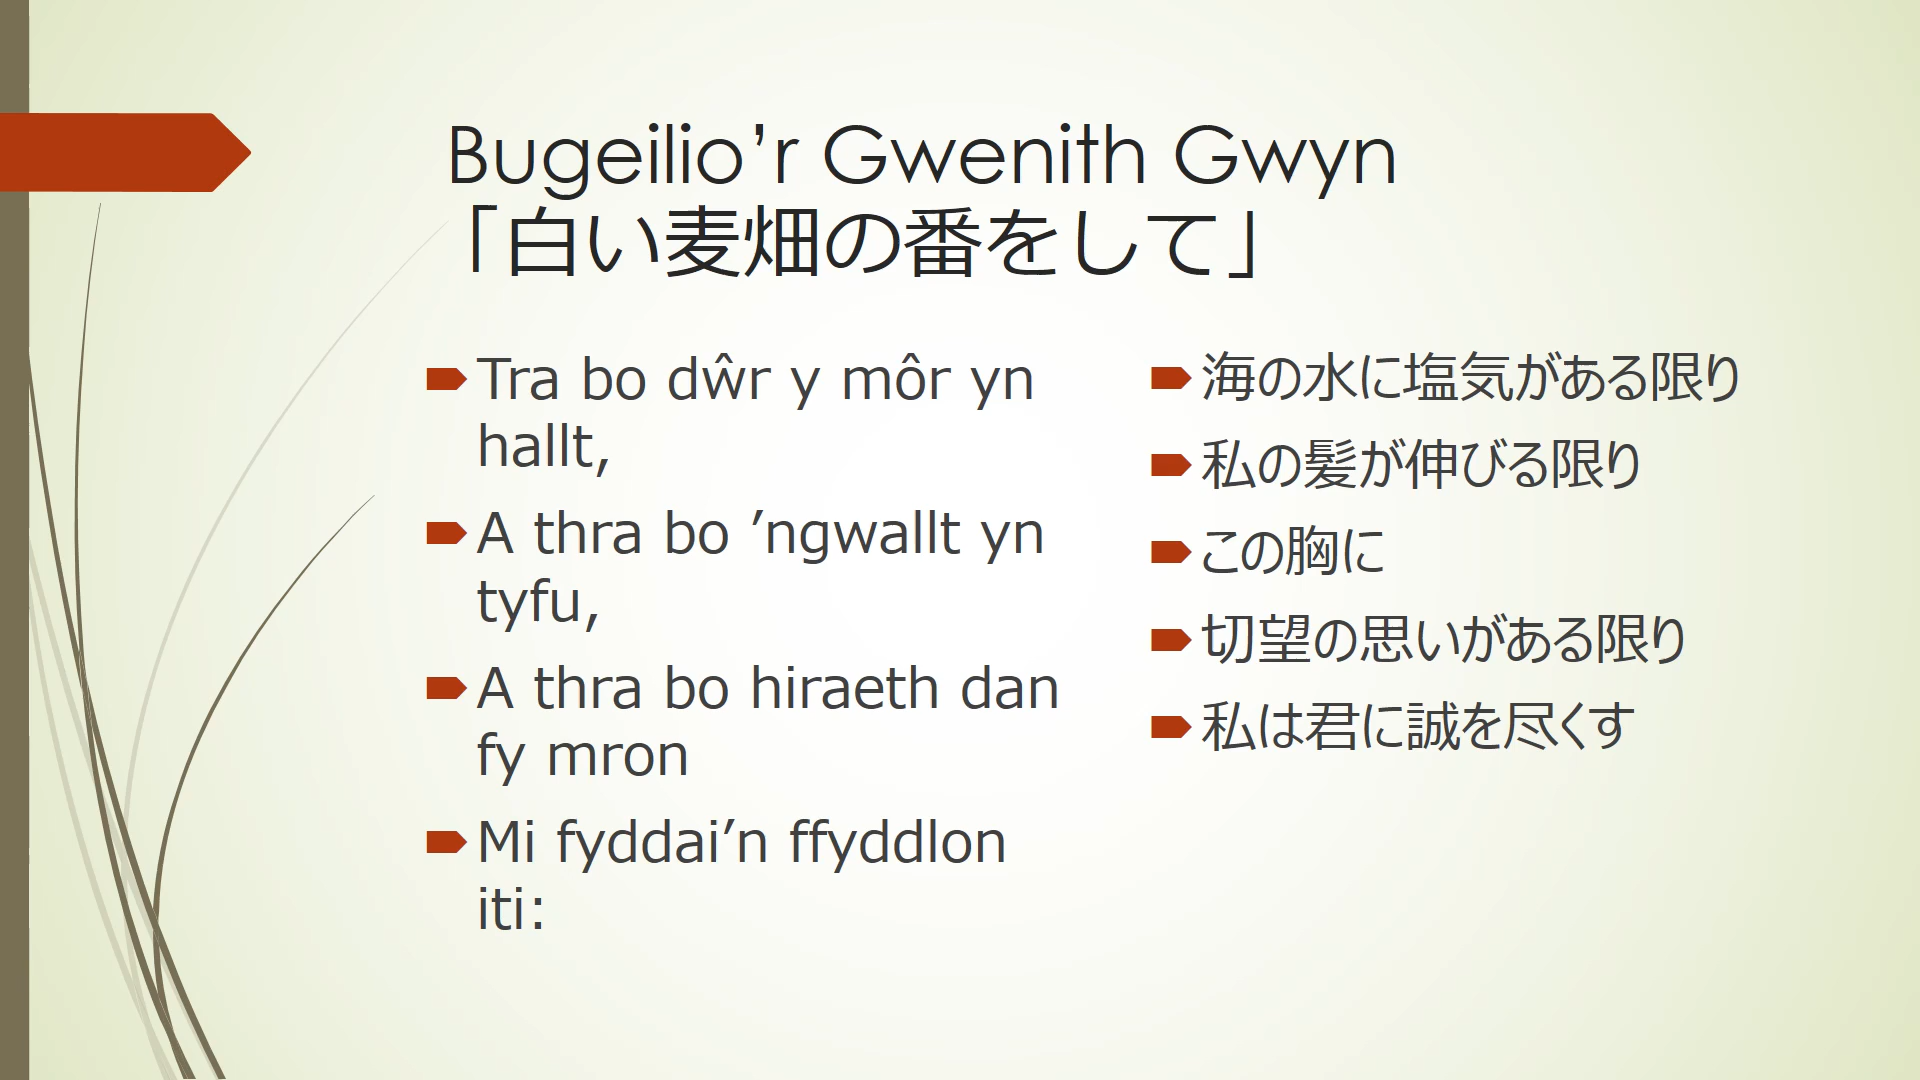 Bugeilio’r Gwenith Gwyn
「白い麦畑の番をして」
Tra bo dŵr y môr yn
hallt,
A thra bo ’ngwallt yn
tyfu,
A thra bo hiraeth dan
fy mron
Mi fyddai’n ffyddlon
iti:
海の水に塩気がある限り
私の髪が伸びる限り
この胸に
切望の思いがある限り
私は君に誠を尽くす